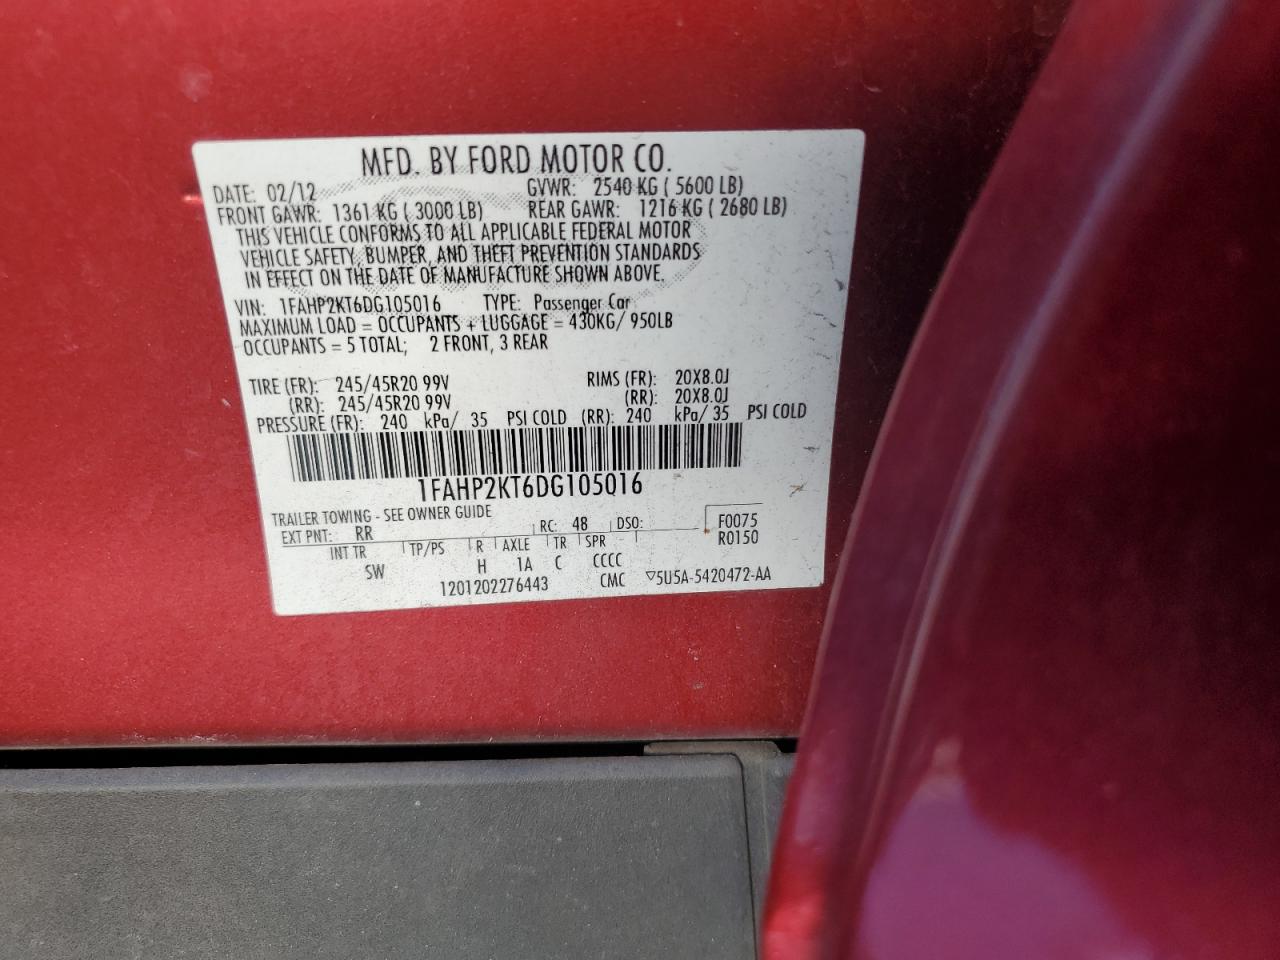 MFD. BY FORD MOTOR CO.
DATE: 02/12 GVWR: 2540 KG ( 5600 LB)
FRONT GAWR: 1361 KG ( 3000 LB) REAR GAWR: 1216 KG ( 2680 LB)
THIS VEHICLE CONFORMS TO ALL APPLICABLE FEDERAL MOTOR
VEHICLE SAFETY, BUMPER, AND THEFT PREVENTION STANDARDS
IN EFFECT ON THE DATE OF MANUFACTURE SHOWN ABOVE.
VIN: 1FAHP2KT6DG105016 TYPE: Passenger Car
MAXIMUM LOAD = OCCUPANTS + LUGGAGE = 430KG/ 950LB
OCCUPANTS = 5 TOTAL; 2 FRONT, 3 REAR
TIRE (FR): 245/45R20 99V RIMS (FR): 20X8.0J
(RR): 245/45R20 99V (RR): 20X8.0J
PRESSURE (FR): 240 kPa/ 35 PSI COLD (RR): 240 kPa/ 35 PSI COLD
1FAHP2KT6DG105016
TRAILER TOWING - SEE OWNER GUIDE
EXT PNT: RR RC: 48 DSO: F0075
INT TR TP/PS R AXLE TR SPR R0150
SW H 1A C CCCC
1201202276443 CMC ▽5U5A-5420472-AA